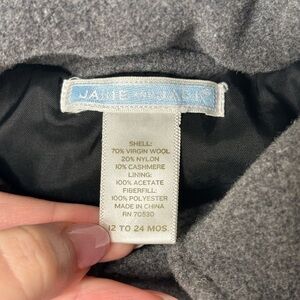 JANIE AND JACK
SHELL:
70% VIRGIN WOOL
20% NYLON
10% CASHMERE
LINING:
100% ACETATE
FIBERFILL:
100% POLYESTER
MADE IN CHINA
RN 70530
12 TO 24 MOS.